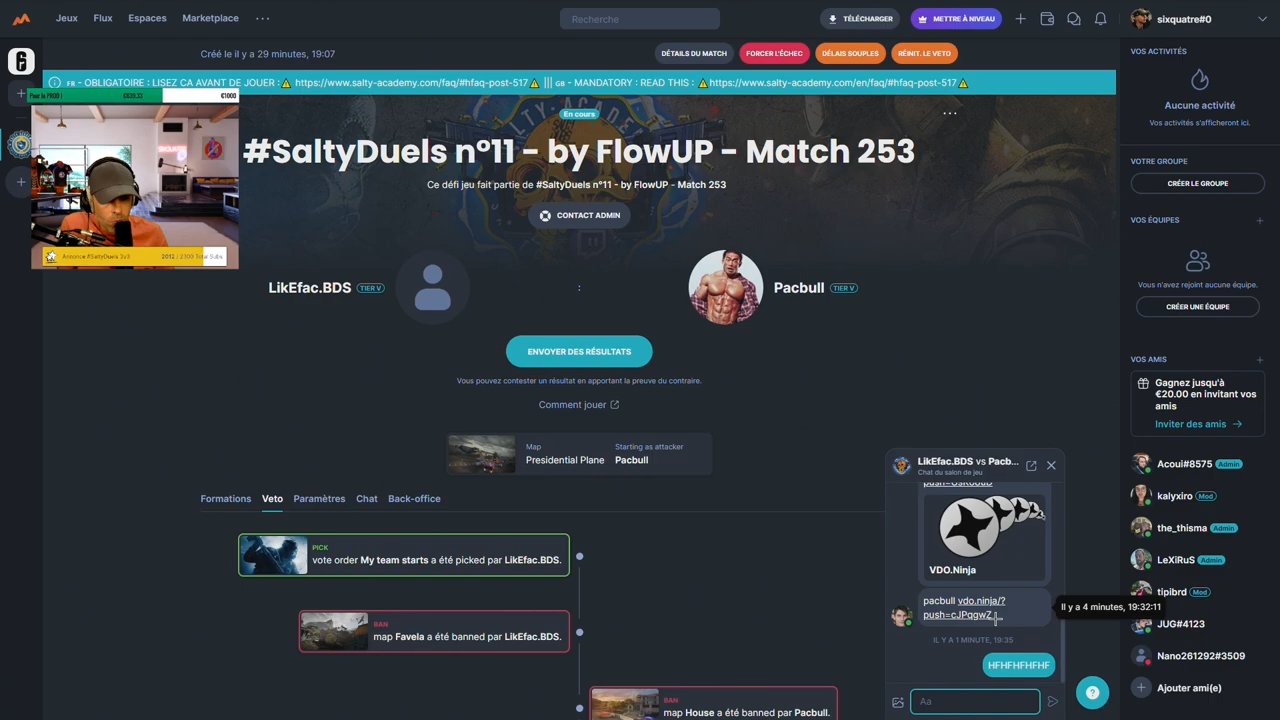 Jeux
Flux
Espaces
Marketplace
Recherche
TÉLÉCHARGER
METTRE À NIVEAU
sixquatre#0
Créé le il y a 29 minutes, 19:07
DÉTAILS DU MATCH
FORCER L'ÉCHEC
DÉLAIS SOUPLES
RÉINIT. LE VETO
FR - OBLIGATOIRE : LISEZ CA AVANT DE JOUER : ⚠ https://www.salty-academy.com/faq/#hfaq-post-517 ⚠ ||| GB - MANDATORY : READ THIS : ⚠ https://www.salty-academy.com/en/faq/#hfaq-post-517 ⚠
Pour la PROD !
€830.23
€1000
En cours
#SaltyDuels n°11 - by FlowUP - Match 253
Ce défi jeu fait partie de #SaltyDuels n°11 - by FlowUP - Match 253
CONTACT ADMIN
Annonce #SaltyDuels 2v2
Total Subs
LikEfac.BDS
TIER V
:
Pacbull
TIER V
ENVOYER DES RÉSULTATS
Vous pouvez contester un résultat en apportant la preuve du contraire.
Comment jouer
Map
Presidential Plane
Starting as attacker
Pacbull
Formations
Veto
Paramètres
Chat
Back-office
PICK
vote order My team starts a été picked par LikEfac.BDS.
BAN
map Favela a été banned par LikEfac.BDS.
BAN
map House a été banned par Pacbull.
LikEfac.BDS vs Pacb...
Chat du salon de jeu
VDO.Ninja
pacbull vdo.ninja/?
push=cJPqgwZ
Il y a 4 minutes, 19:32:11
IL Y A 1 MINUTE, 19:35
HFHFHFHFHF
Aa
VOS ACTIVITÉS
Aucune activité
Vos activités s'afficheront ici.
VOTRE GROUPE
CRÉER LE GROUPE
VOS ÉQUIPES
Vous n'avez rejoint aucune équipe.
CRÉER UNE ÉQUIPE
VOS AMIS
Gagnez jusqu'à
€20.00 en invitant vos
amis
Inviter des amis
Acoui#8575 Admin
kalyxiro Mod
the_thisma Admin
LeXiRuS Admin
tipibrd Mod
JUG#4123
Nano261292#3509
Ajouter ami(e)